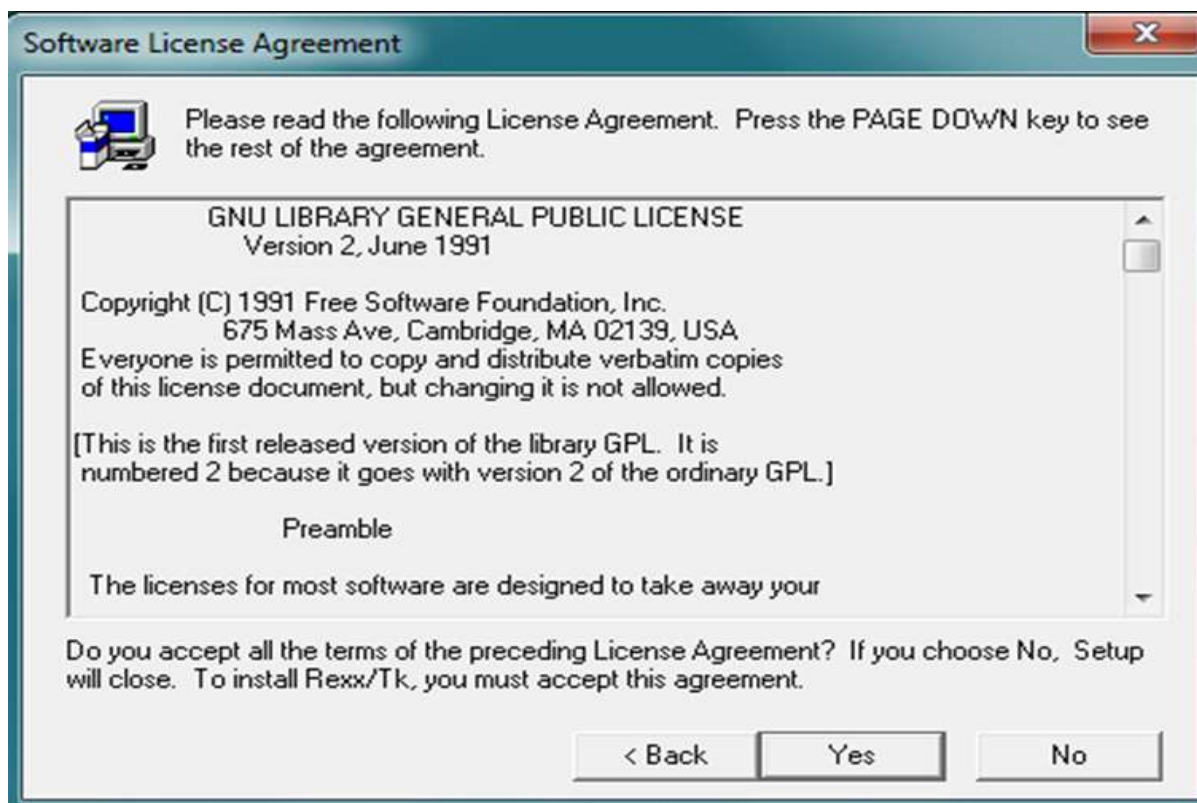 Software License Agreement
Please read the following License Agreement. Press the PAGE DOWN key to see
the rest of the agreement.
GNU LIBRARY GENERAL PUBLIC LICENSE
Version 2, June 1991
Copyright (C) 1991 Free Software Foundation, Inc.
675 Mass Ave, Cambridge, MA 02139, USA
Everyone is permitted to copy and distribute verbatim copies
of this license document, but changing it is not allowed.
[This is the first released version of the library GPL. It is
numbered 2 because it goes with version 2 of the ordinary GPL.]
Preamble
The licenses for most software are designed to take away your
Do you accept all the terms of the preceding License Agreement? If you choose No, Setup
will close. To install Rexx/Tk, you must accept this agreement.
< Back
Yes
No